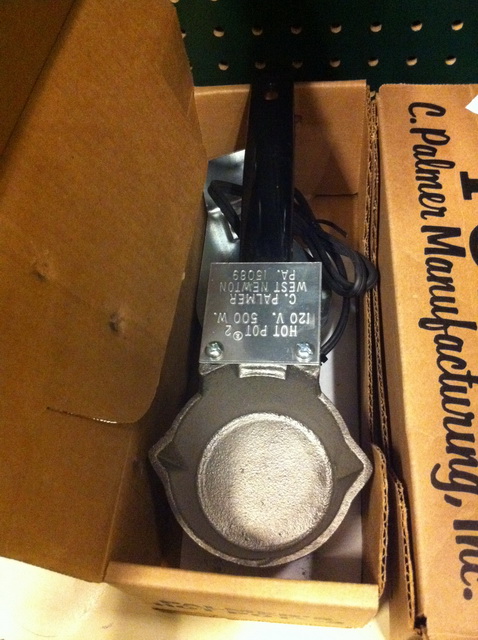 HOT POT® 2
120 V. 500 W.
C. PALMER
WEST NEWTON
PA. 15089
C. Palmer Manufacturing, Inc.